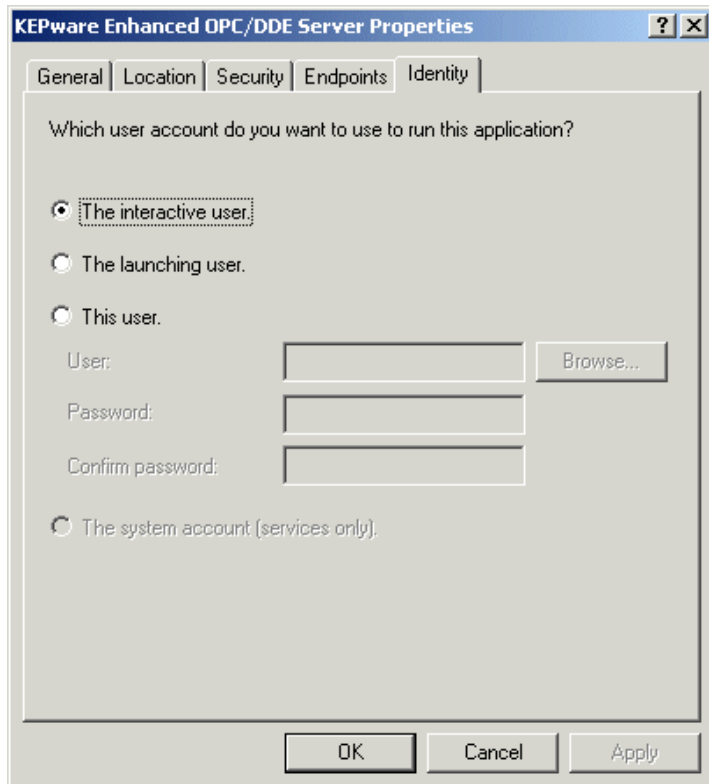 KEPware Enhanced OPC/DDE Server Properties
General Location Security Endpoints Identity
Which user account do you want to use to run this application?
The interactive user.
The launching user.
This user.
User:
Browse...
Password:
Confirm password:
The system account (services only).
OK Cancel Apply